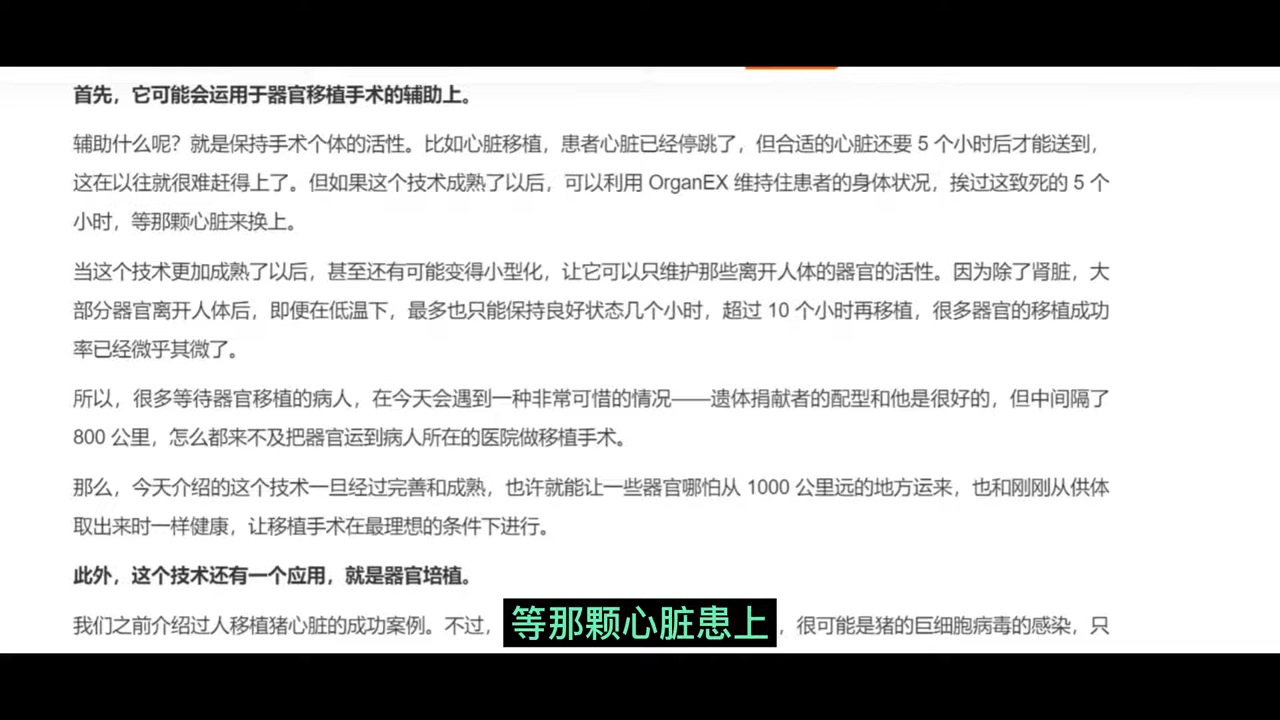 首先，它可能会运用于器官移植手术的辅助上。
辅助什么呢？就是保持手术个体的活性。比如心脏移植，患者心脏已经停跳了，但合适的心脏还要 5 个小时后才能送到，
这在以往就很难赶得上了。但如果这个技术成熟了以后，可以利用 OrganEX 维持住患者的身体状况，挨过这致死的 5 个
小时，等那颗心脏来换上。
当这个技术更加成熟了以后，甚至还有可能变得小型化，让它可以只维护那些离开人体的器官的活性。因为除了肾脏，大
部分器官离开人体后，即便在低温下，最多也只能保持良好状态几个小时，超过 10 个小时再移植，很多器官的移植成功
率已经微乎其微了。
所以，很多等待器官移植的病人，在今天会遇到一种非常可惜的情况——遗体捐献者的配型和他是很好的，但中间隔了
800 公里，怎么都来不及把器官运到病人所在的医院做移植手术。
那么，今天介绍的这个技术一旦经过完善和成熟，也许就能让一些器官哪怕从 1000 公里远的地方运来，也和刚刚从供体
取出来时一样健康，让移植手术在最理想的条件下进行。
此外，这个技术还有一个应用，就是器官培植。
我们之前介绍过人移植猪心脏的成功案例。不过，
，很可能是猪的巨细胞病毒的感染，只
等那颗心脏患上